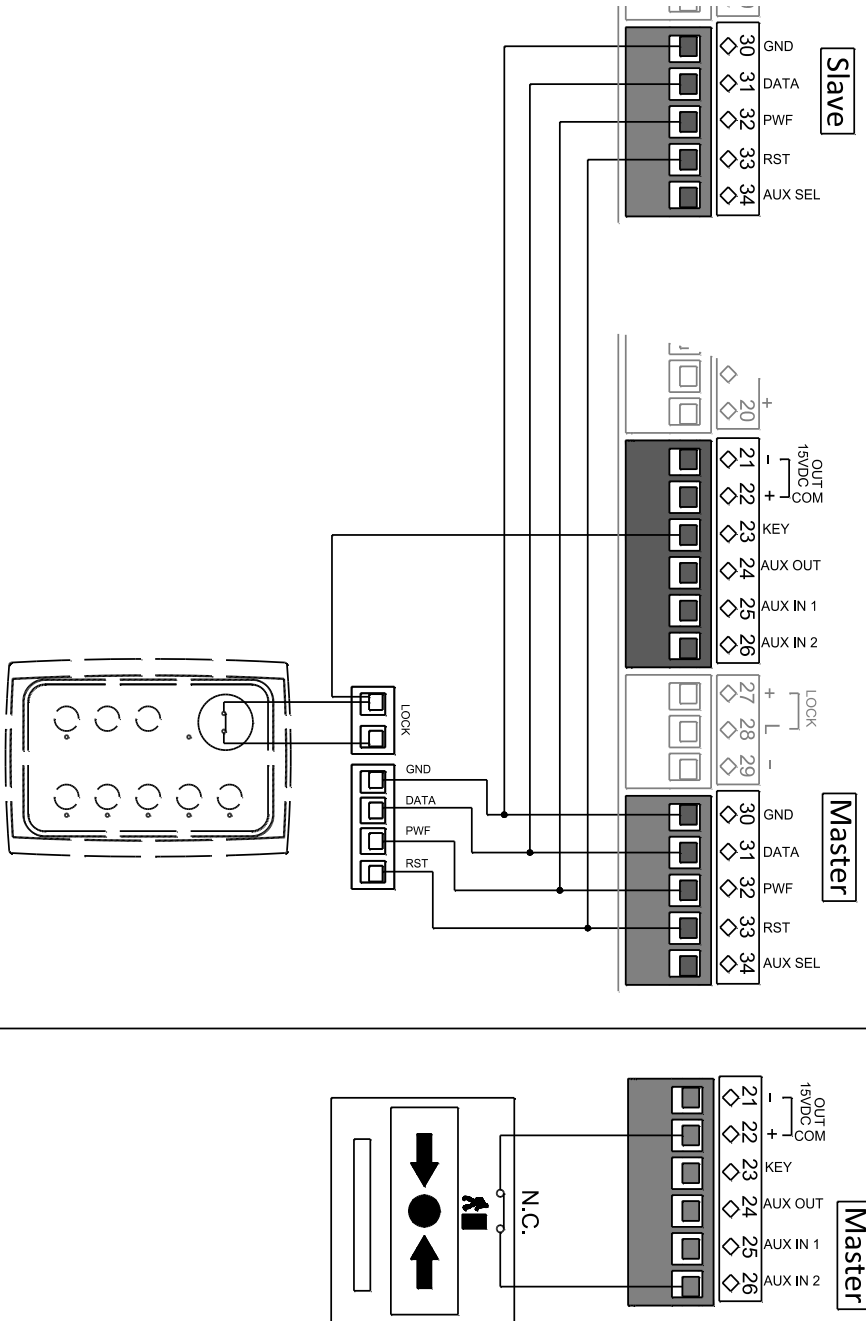 Slave
30 GND
31 DATA
32 PWF
33 RST
34 AUX SEL
20 +
21 -
22 +
OUT
15VDC
COM
23 KEY
24 AUX OUT
25 AUX IN 1
26 AUX IN 2
27 +
28 L
29 -
LOCK
LOCK
GND
DATA
PWF
RST
Master
30 GND
31 DATA
32 PWF
33 RST
34 AUX SEL
21 -
22 +
OUT
15VDC
COM
23 KEY
24 AUX OUT
25 AUX IN 1
26 AUX IN 2
Master
N.C.